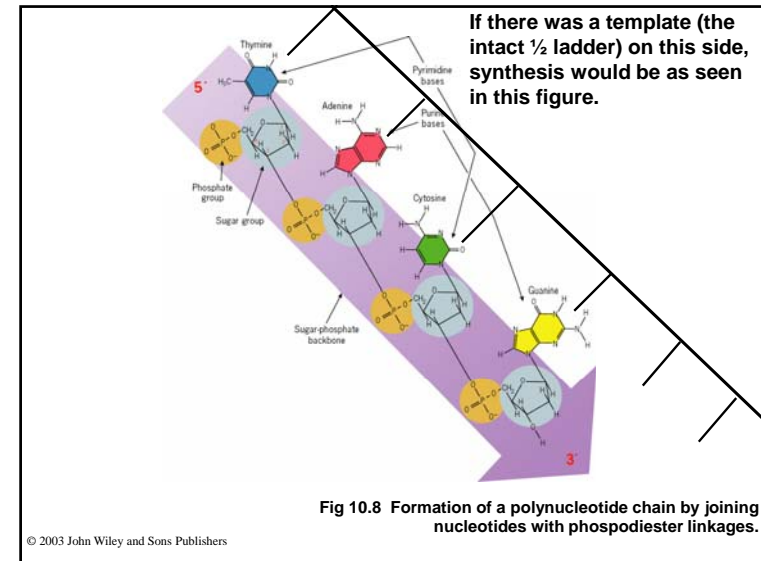 If there was a template (the
intact ½ ladder) on this side,
synthesis would be as seen
in this figure.
Thymine
5'
H₃C
Pyrimidine
bases
Adenine
Purine
bases
Phosphate
group
Sugar group
Cytosine
Guanine
Sugar-phosphate
backbone
3'
Fig 10.8 Formation of a polynucleotide chain by joining
nucleotides with phospodiester linkages.
© 2003 John Wiley and Sons Publishers